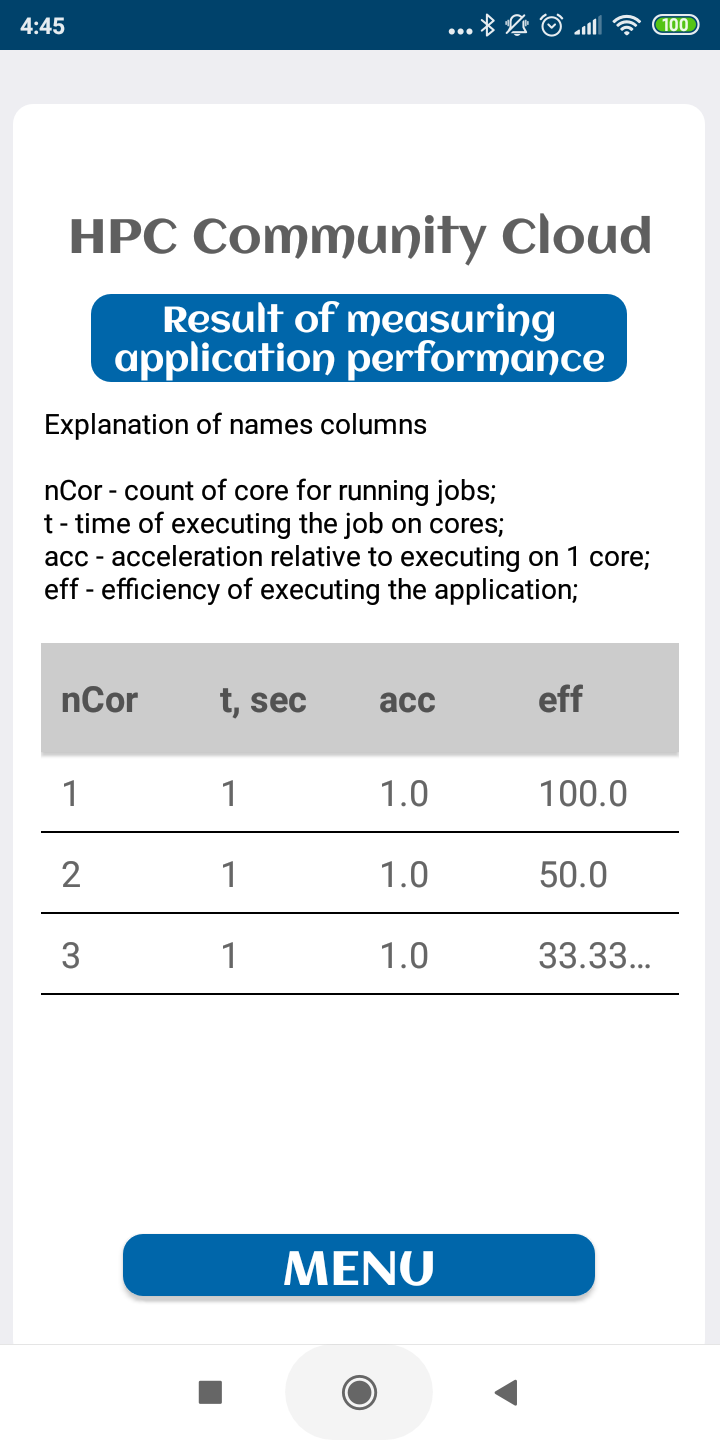 4:45
100
HPC Community Cloud
Result of measuring
application performance
Explanation of names columns
nCor - count of core for running jobs;
t - time of executing the job on cores;
acc - acceleration relative to executing on 1 core;
eff - efficiency of executing the application;
nCor t, sec acc eff
1 1 1.0 100.0
2 1 1.0 50.0
3 1 1.0 33.33...
MENU